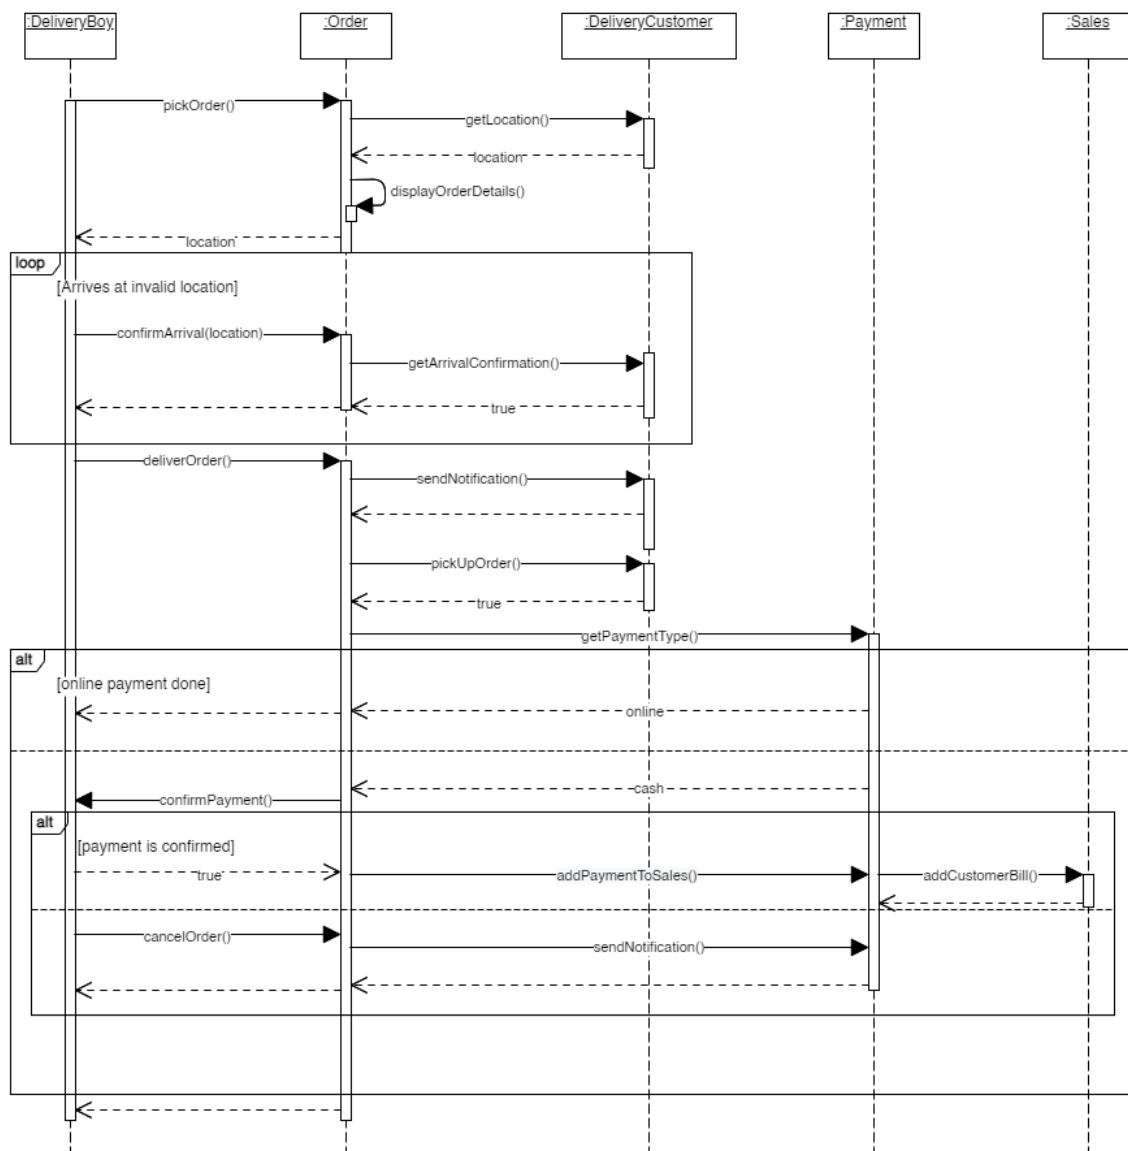 :DeliveryBoy
:Order
:DeliveryCustomer
:Payment
:Sales
pickOrder()
getLocation()
location
displayOrderDetails()
location
loop
[Arrives at invalid location]
confirmArrival(location)
getArrivalConfirmation()
true
deliverOrder()
sendNotification()
pickUpOrder()
true
getPaymentType()
alt
[online payment done]
online
cash
confirmPayment()
alt
[payment is confirmed]
true
addPaymentToSales()
addCustomerBill()
cancelOrder()
sendNotification()